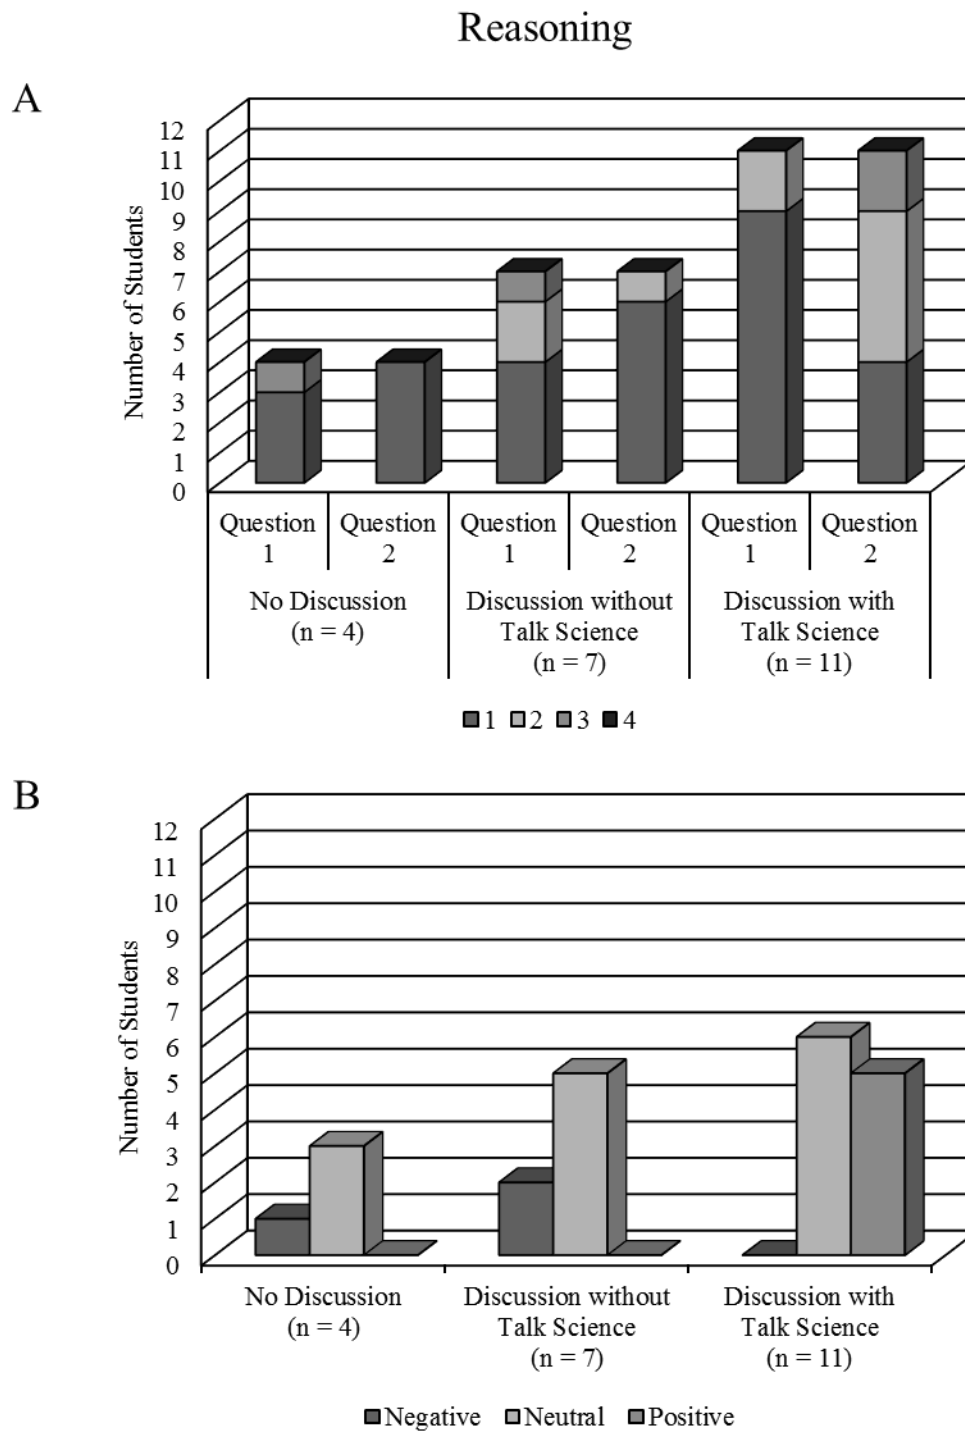 Reasoning
A
12
11
10
9
8
7
6
5
4
3
2
1
0
Number of Students
Question 1
Question 2
Question 1
Question 2
Question 1
Question 2
No Discussion
(n = 4)
Discussion without
Talk Science
(n = 7)
Discussion with
Talk Science
(n = 11)
1 2 3 4
B
12
11
10
9
8
7
6
5
4
3
2
1
0
Number of Students
No Discussion
(n = 4)
Discussion without
Talk Science
(n = 7)
Discussion with
Talk Science
(n = 11)
Negative Neutral Positive